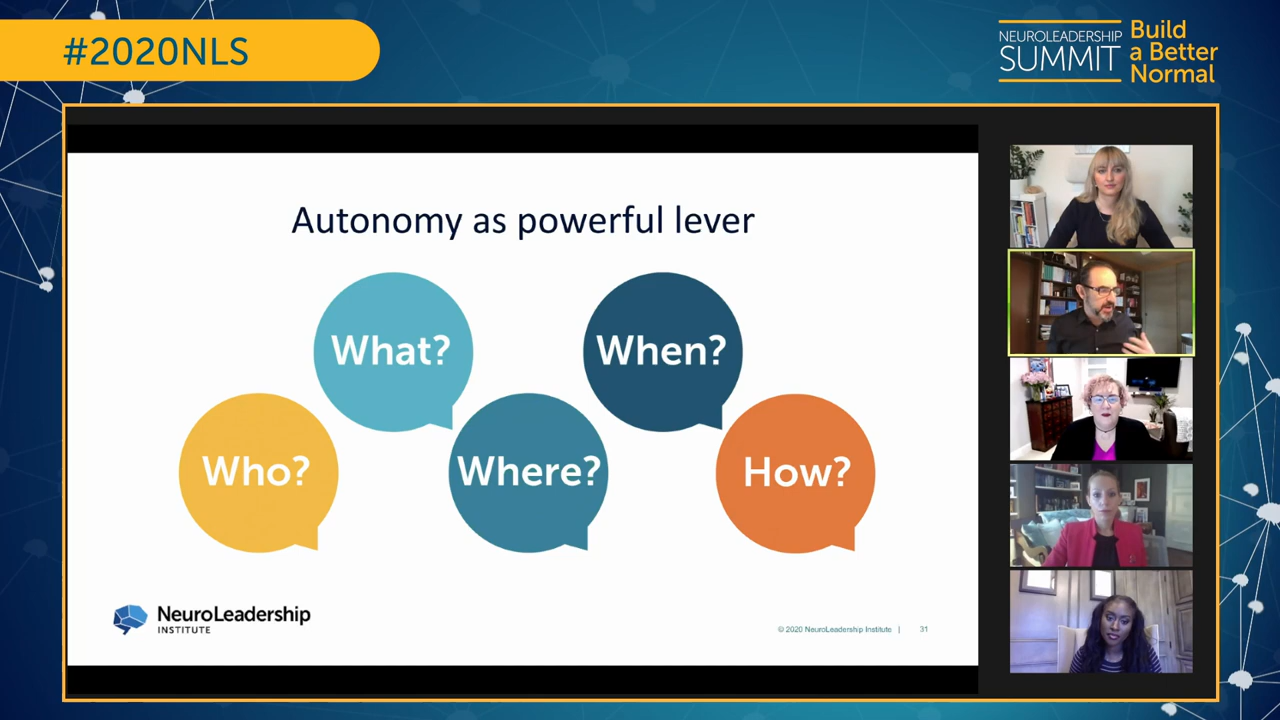 #2020NLS
NEUROLEADERSHIP
SUMMIT
Build
a Better
Normal
Autonomy as powerful lever
What?
When?
Who?
Where?
How?
NeuroLeadership
INSTITUTE
© 2020 NeuroLeadership Institute | 31